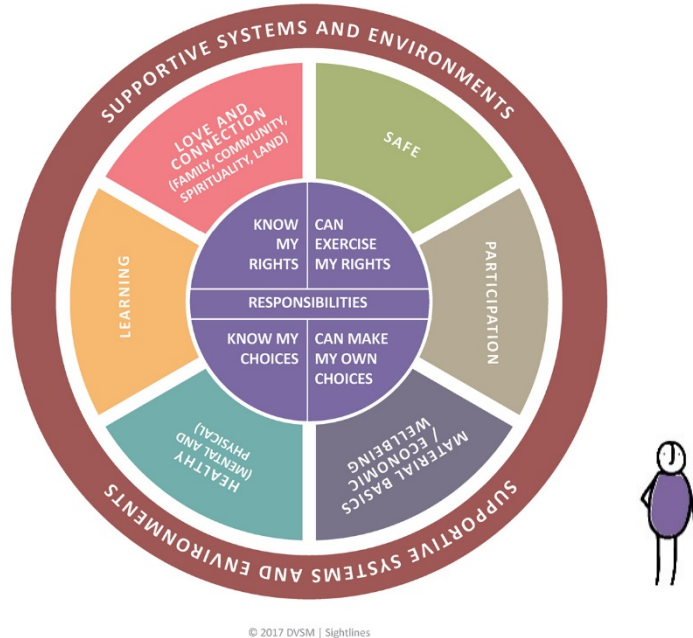 SUPPORTIVE SYSTEMS AND ENVIRONMENTS
LOVE AND
CONNECTION
(FAMILY, COMMUNITY,
SPIRITUALITY, LAND)
SAFE
PARTICIPATION
MATERIAL BASICS
/ ECONOMIC
WELLBEING
HEALTHY
(MENTAL AND
PHYSICAL)
LEARNING
KNOW
MY
RIGHTS
CAN
EXERCISE
MY RIGHTS
RESPONSIBILITIES
KNOW MY
CHOICES
CAN MAKE
MY OWN
CHOICES
SUPPORTIVE SYSTEMS AND ENVIRONMENTS
© 2017 DVSM | Sightlines